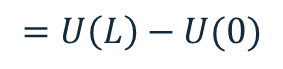 = U(L) − U(0)